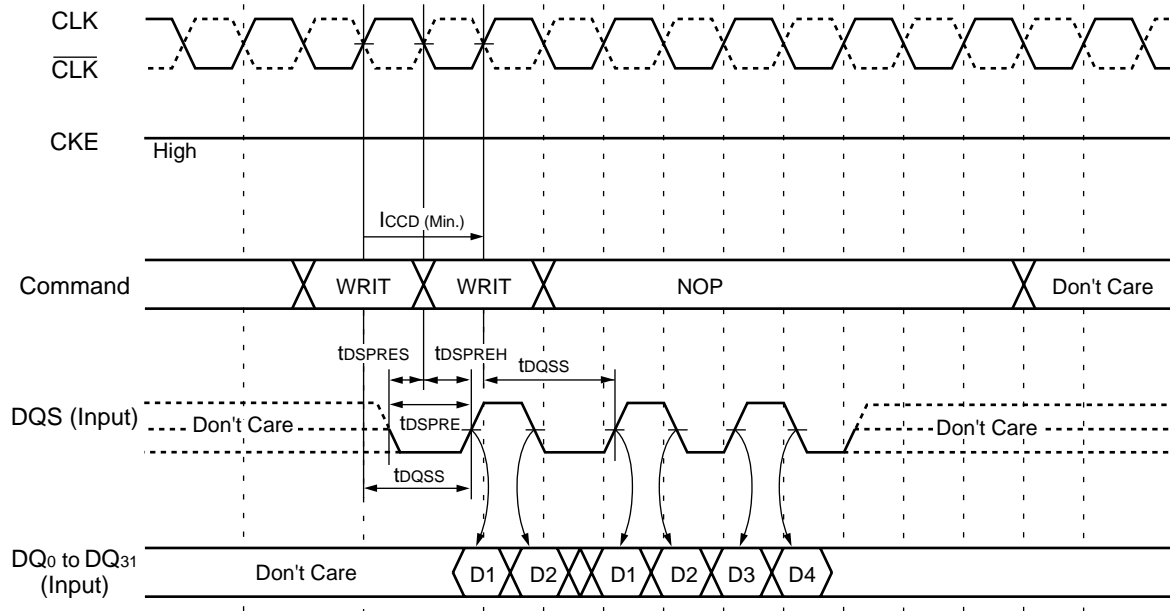 CLK
CLK
CKE
High
ICCD (Min.)
Command
WRIT
WRIT
NOP
Don't Care
tDSPRES
tDSPREH
tDQSS
DQS (Input)
Don't Care
tDSPRE
Don't Care
tDQSS
DQ0 to DQ31
(Input)
Don't Care
D1
D2
D1
D2
D3
D4